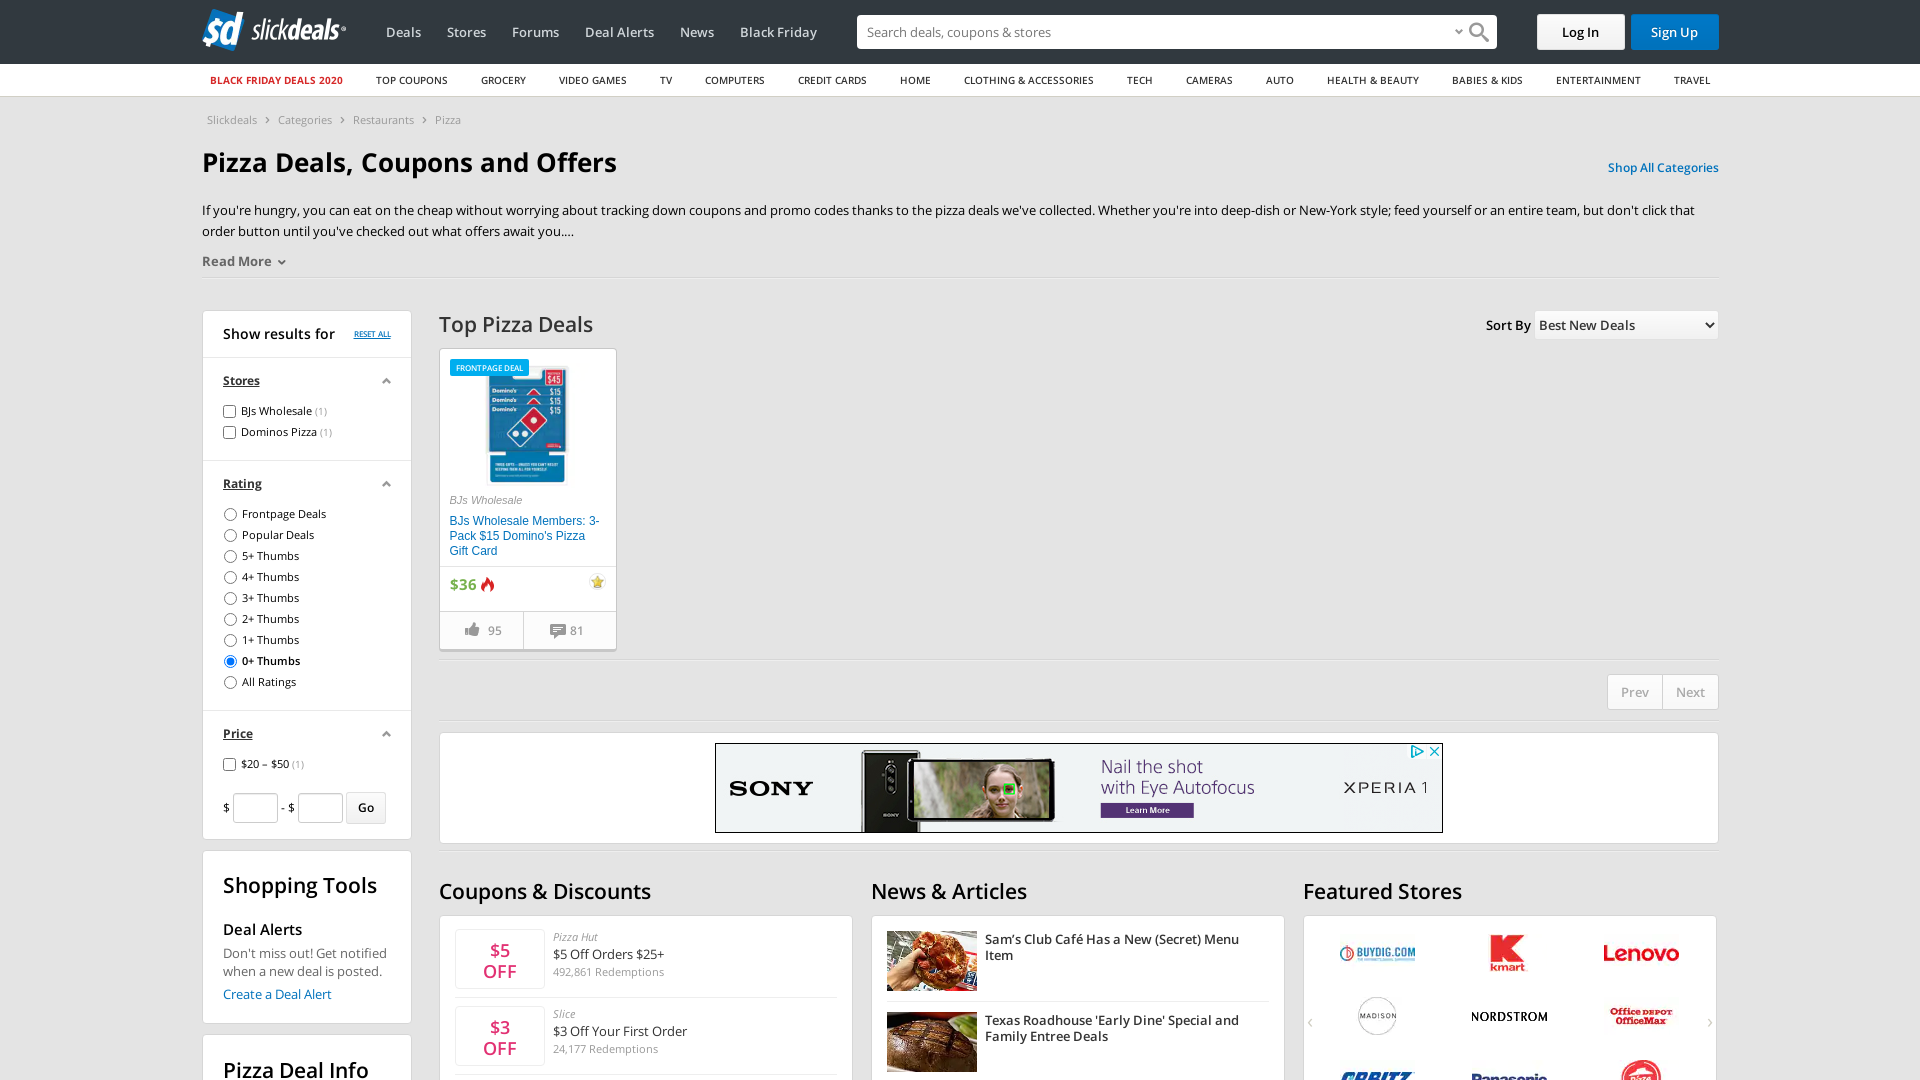 slickdeals
Deals
Stores
Forums
Deal Alerts
News
Black Friday
Search deals, coupons & stores
Log In
Sign Up
BLACK FRIDAY DEALS 2020
TOP COUPONS
GROCERY
VIDEO GAMES
TV
COMPUTERS
CREDIT CARDS
HOME
CLOTHING & ACCESSORIES
TECH
CAMERAS
AUTO
HEALTH & BEAUTY
BABIES & KIDS
ENTERTAINMENT
TRAVEL
Slickdeals > Categories > Restaurants > Pizza
Pizza Deals, Coupons and Offers
Shop All Categories
If you're hungry, you can eat on the cheap without worrying about tracking down coupons and promo codes thanks to the pizza deals we've collected. Whether you're into deep-dish or New-York style; feed yourself or an entire team, but don't click that
order button until you've checked out what offers await you....
Read More
Show results for
RESET ALL
Stores
BJs Wholesale (1)
Dominos Pizza (1)
Rating
Frontpage Deals
Popular Deals
5+ Thumbs
4+ Thumbs
3+ Thumbs
2+ Thumbs
1+ Thumbs
0+ Thumbs
All Ratings
Price
$20 – $50 (1)
$ - $ Go
Shopping Tools
Deal Alerts
Don't miss out! Get notified
when a new deal is posted.
Create a Deal Alert
Pizza Deal Info
Top Pizza Deals
Sort By Best New Deals
FRONTPAGE DEAL
$45
Domino's $15
Domino's $15
Domino's $15
BJs Wholesale
BJs Wholesale Members: 3-
Pack $15 Domino's Pizza
Gift Card
$36
95
81
Prev
Next
SONY
SONY
Nail the shot
with Eye Autofocus
Learn More
XPERIA 1
Coupons & Discounts
$5
OFF
Pizza Hut
$5 Off Orders $25+
492,861 Redemptions
$3
OFF
Slice
$3 Off Your First Order
24,177 Redemptions
News & Articles
Sam's Club Café Has a New (Secret) Menu
Item
Texas Roadhouse 'Early Dine' Special and
Family Entree Deals
Featured Stores
BUYDIG.COM
kmart
Lenovo
MADISON
NORDSTROM
Office DEPOT
OfficeMax
ORBITZ
Panasonic